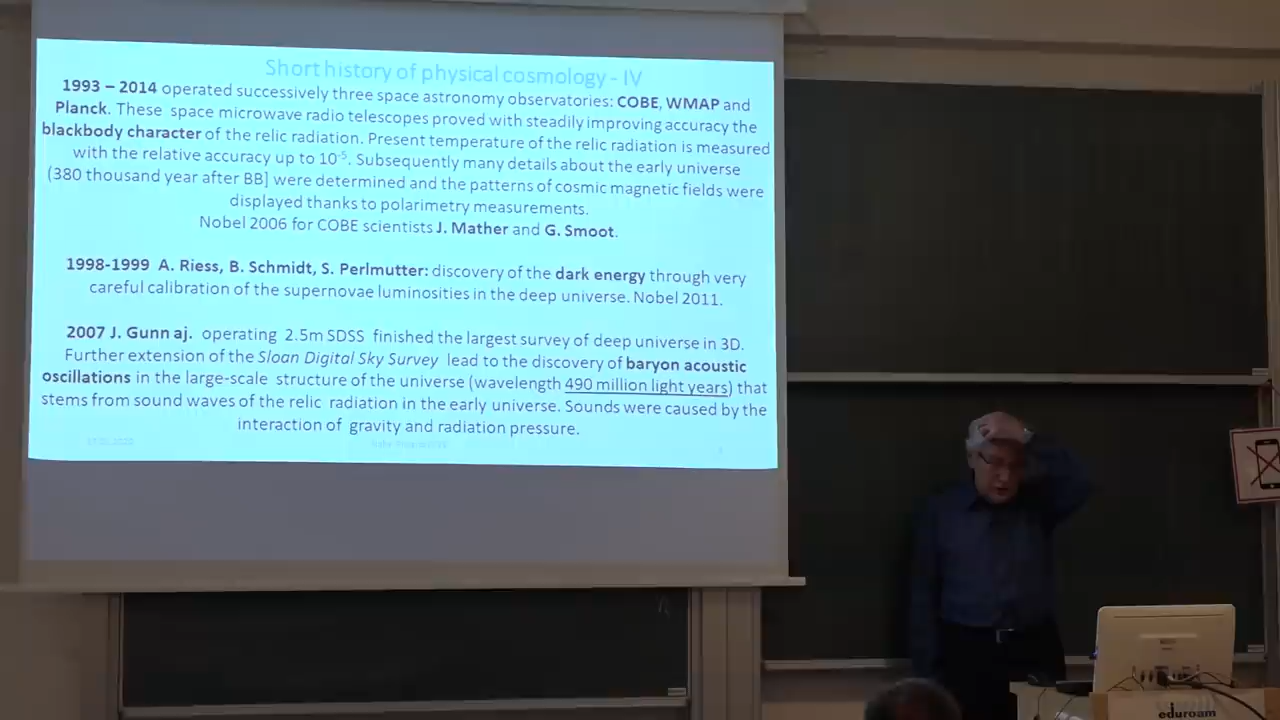 Short history of physical cosmology - IV
1993 – 2014 operated successively three space astronomy observatories: COBE, WMAP and
Planck. These space microwave radio telescopes proved with steadily improving accuracy the
blackbody character of the relic radiation. Present temperature of the relic radiation is measured
with the relative accuracy up to 10⁻⁵. Subsequently many details about the early universe
(380 thousand year after BB] were determined and the patterns of cosmic magnetic fields were
displayed thanks to polarimetry measurements.
Nobel 2006 for COBE scientists J. Mather and G. Smoot.
1998-1999 A. Riess, B. Schmidt, S. Perlmutter: discovery of the dark energy through very
careful calibration of the supernovae luminosities in the deep universe. Nobel 2011.
2007 J. Gunn aj. operating 2.5m SDSS finished the largest survey of deep universe in 3D.
Further extension of the Sloan Digital Sky Survey lead to the discovery of baryon acoustic
oscillations in the large-scale structure of the universe (wavelength 490 million light years) that
stems from sound waves of the relic radiation in the early universe. Sounds were caused by the
interaction of gravity and radiation pressure.
eduroam